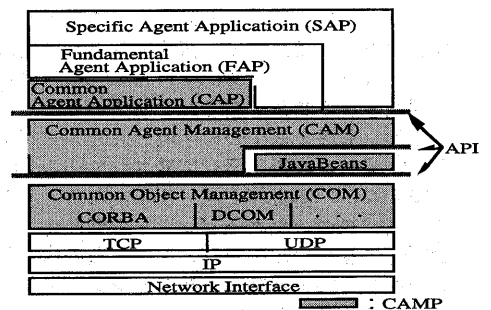 Specific Agent Applicatioin (SAP)
Fundamental
Agent Application (FAP)
Common
Agent Application (CAP)
Common Agent Management (CAM)
API
JavaBeans
Common Object Management (COM)
CORBA DCOM . . .
TCP UDP
IP
Network Interface
: CAMP